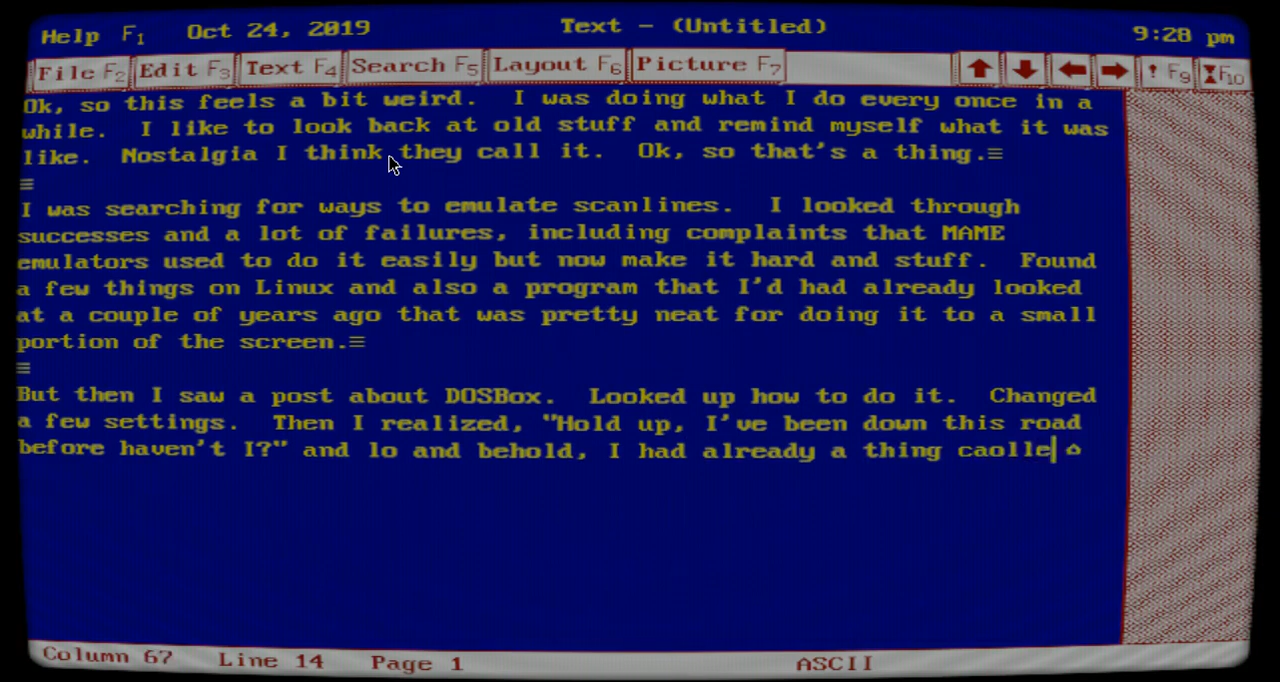 Help F1 Oct 24, 2019 Text - (Untitled) 9:28 pm
File F2 Edit F3 Text F4 Search F5 Layout F6 Picture F7 ! F9 F10
Ok, so this feels a bit weird.  I was doing what I do every once in a
while.  I like to look back at old stuff and remind myself what it was
like.  Nostalgia I think they call it.  Ok, so that's a thing.≡
≡
I was searching for ways to emulate scanlines.  I looked through
successes and a lot of failures, including complaints that MAME
emulators used to do it easily but now make it hard and stuff.  Found
a few things on Linux and also a program that I'd had already looked
at a couple of years ago that was pretty neat for doing it to a small
portion of the screen.≡
≡
But then I saw a post about DOSBox.  Looked up how to do it.  Changed
a few settings.  Then I realized, "Hold up, I've been down this road
before haven't I?" and lo and behold, I had already a thing caolle
Column 67 Line 14 Page 1 ASCII